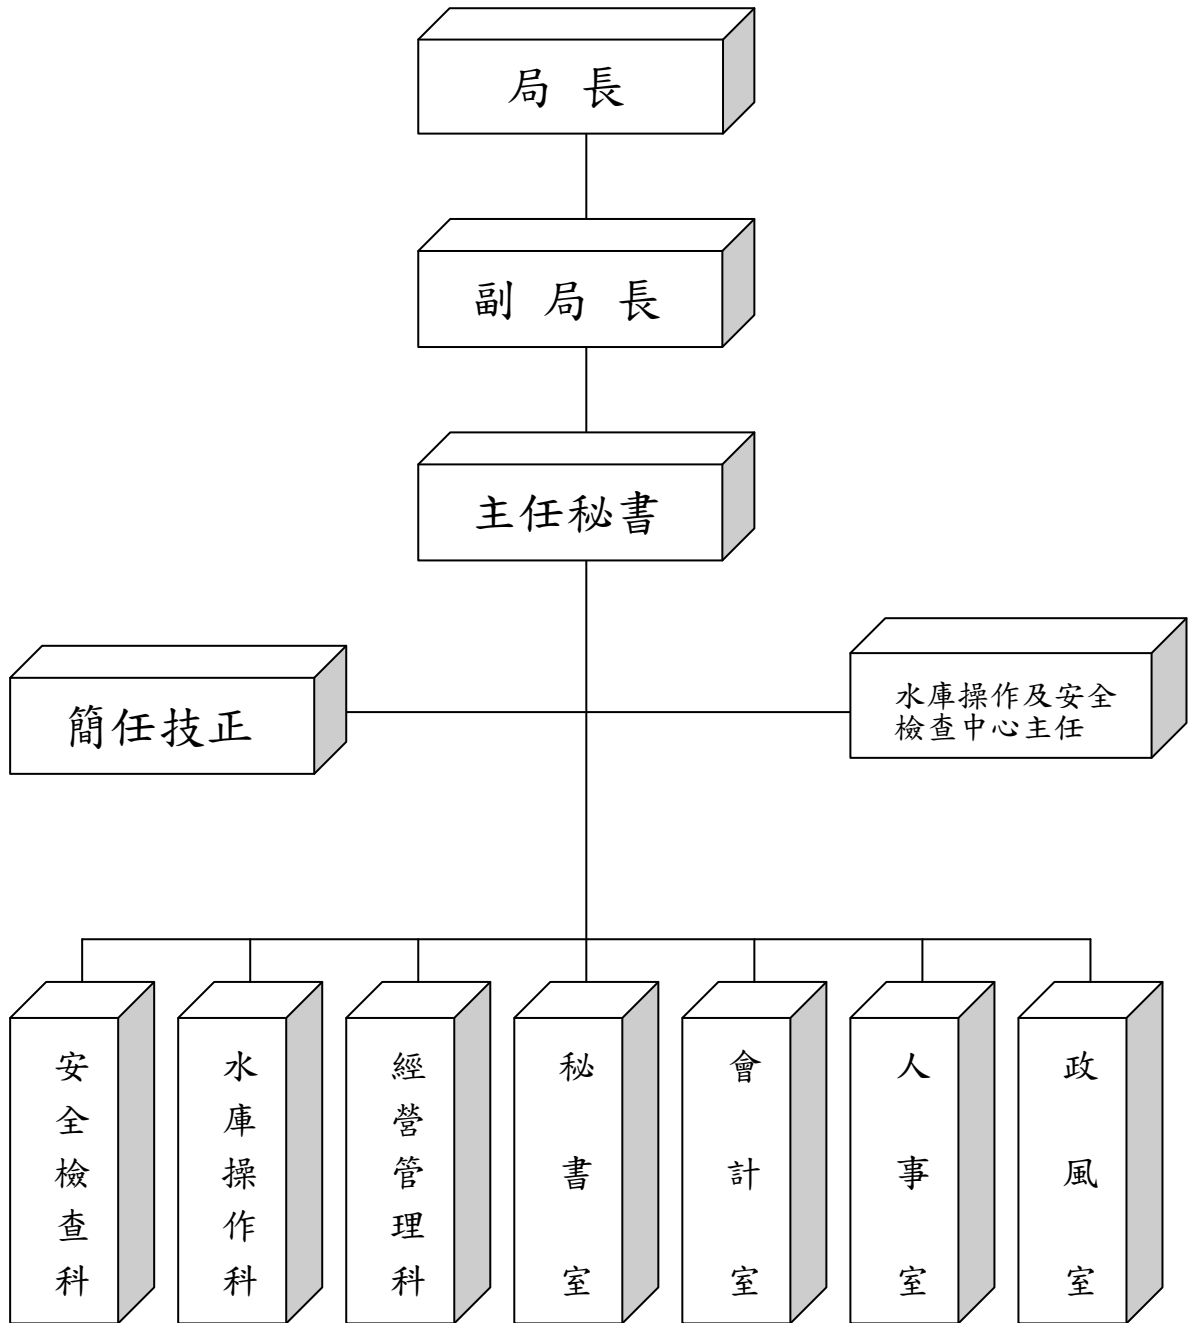 局長
副局長
主任秘書
簡任技正
水庫操作及安全
檢查中心主任
安全檢查科
水庫操作科
經營管理科
秘書室
會計室
人事室
政風室